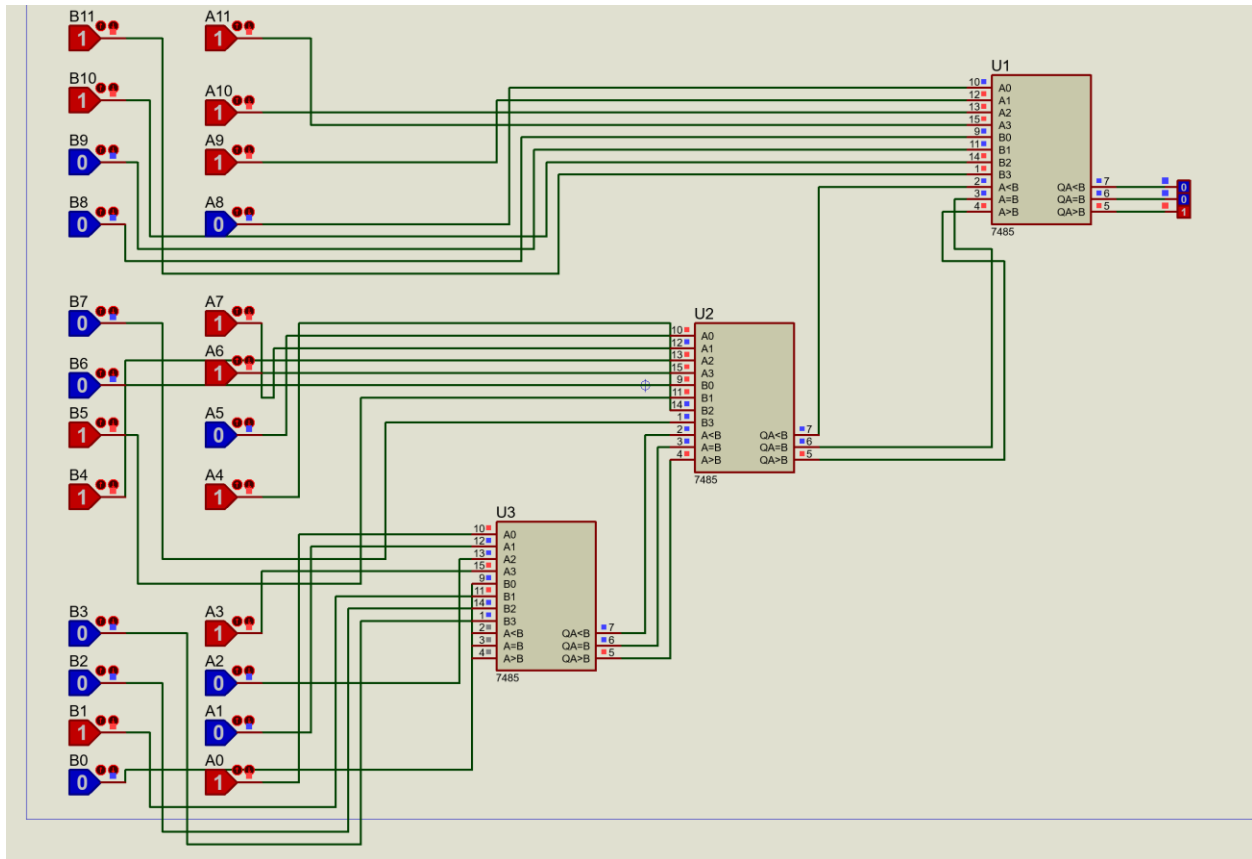 B11 A11
1 1
B10 A10
1 1
B9 A9
0 1
B8 A8
0 0
U1
10 A0
12 A1
13 A2
15 A3
9 B0
11 B1
14 B2
1 B3
2 A<B QA<B 7 0
3 A=B QA=B 6 0
4 A>B QA>B 5 1
7485
B7 A7
0 1
B6 A6
0 1
B5 A5
1 0
B4 A4
1 1
U2
10 A0
12 A1
13 A2
15 A3
9 B0
11 B1
14 B2
1 B3
2 A<B QA<B 7
3 A=B QA=B 6
4 A>B QA>B 5
7485
U3
10 A0
12 A1
13 A2
15 A3
9 B0
11 B1
14 B2
1 B3
2 A<B QA<B 7
3 A=B QA=B 6
4 A>B QA>B 5
7485
B3 A3
0 1
B2 A2
0 0
B1 A1
1 0
B0 A0
0 1